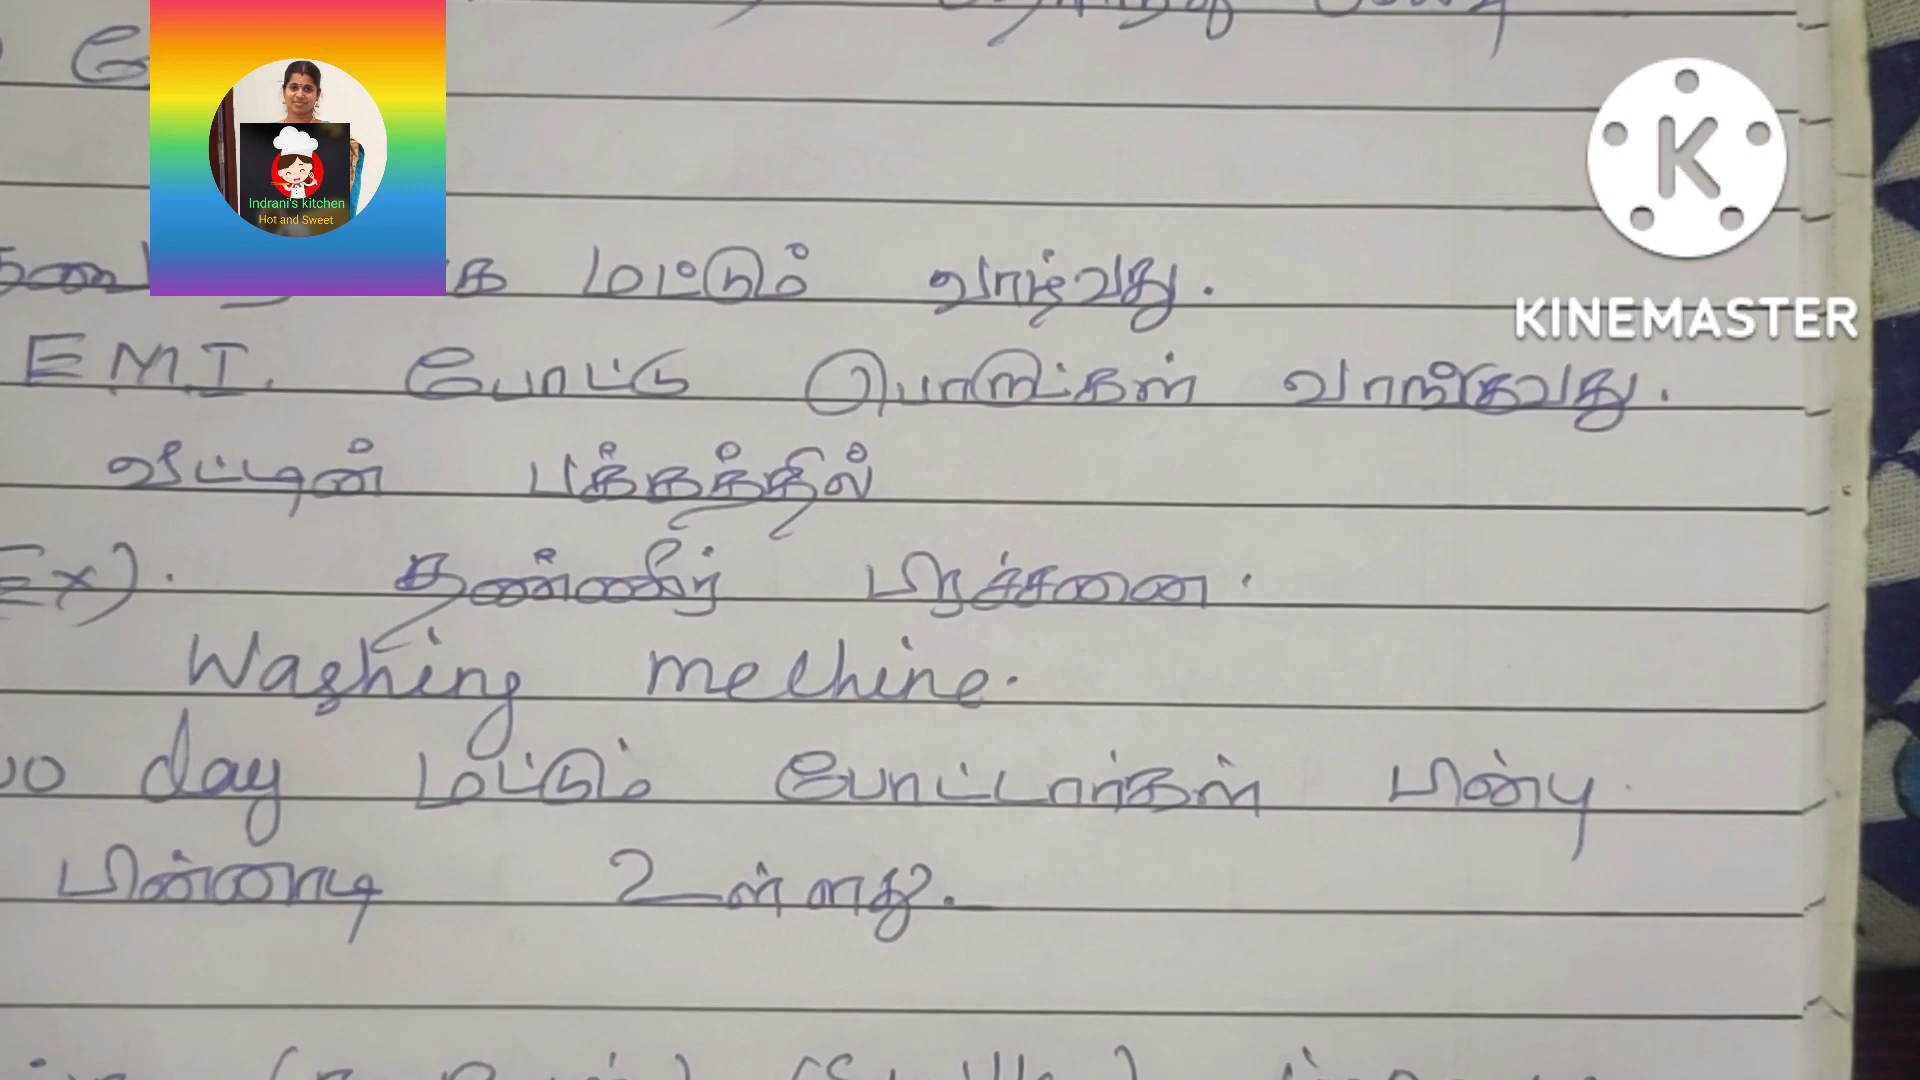 Indrani's kitchen
Hot and Sweet
KINEMASTER
மட்டும் வாழ்வது.
E.M.I. போட்டு பொருட்கள் வாங்குவது.
வீட்டின் பக்கத்தில்
Ex). தண்ணீர் பிரச்சனை.
Washing mechine.
day மட்டும் போட்டார்கள் பின்பு
பின்னாடி உள்ளது.